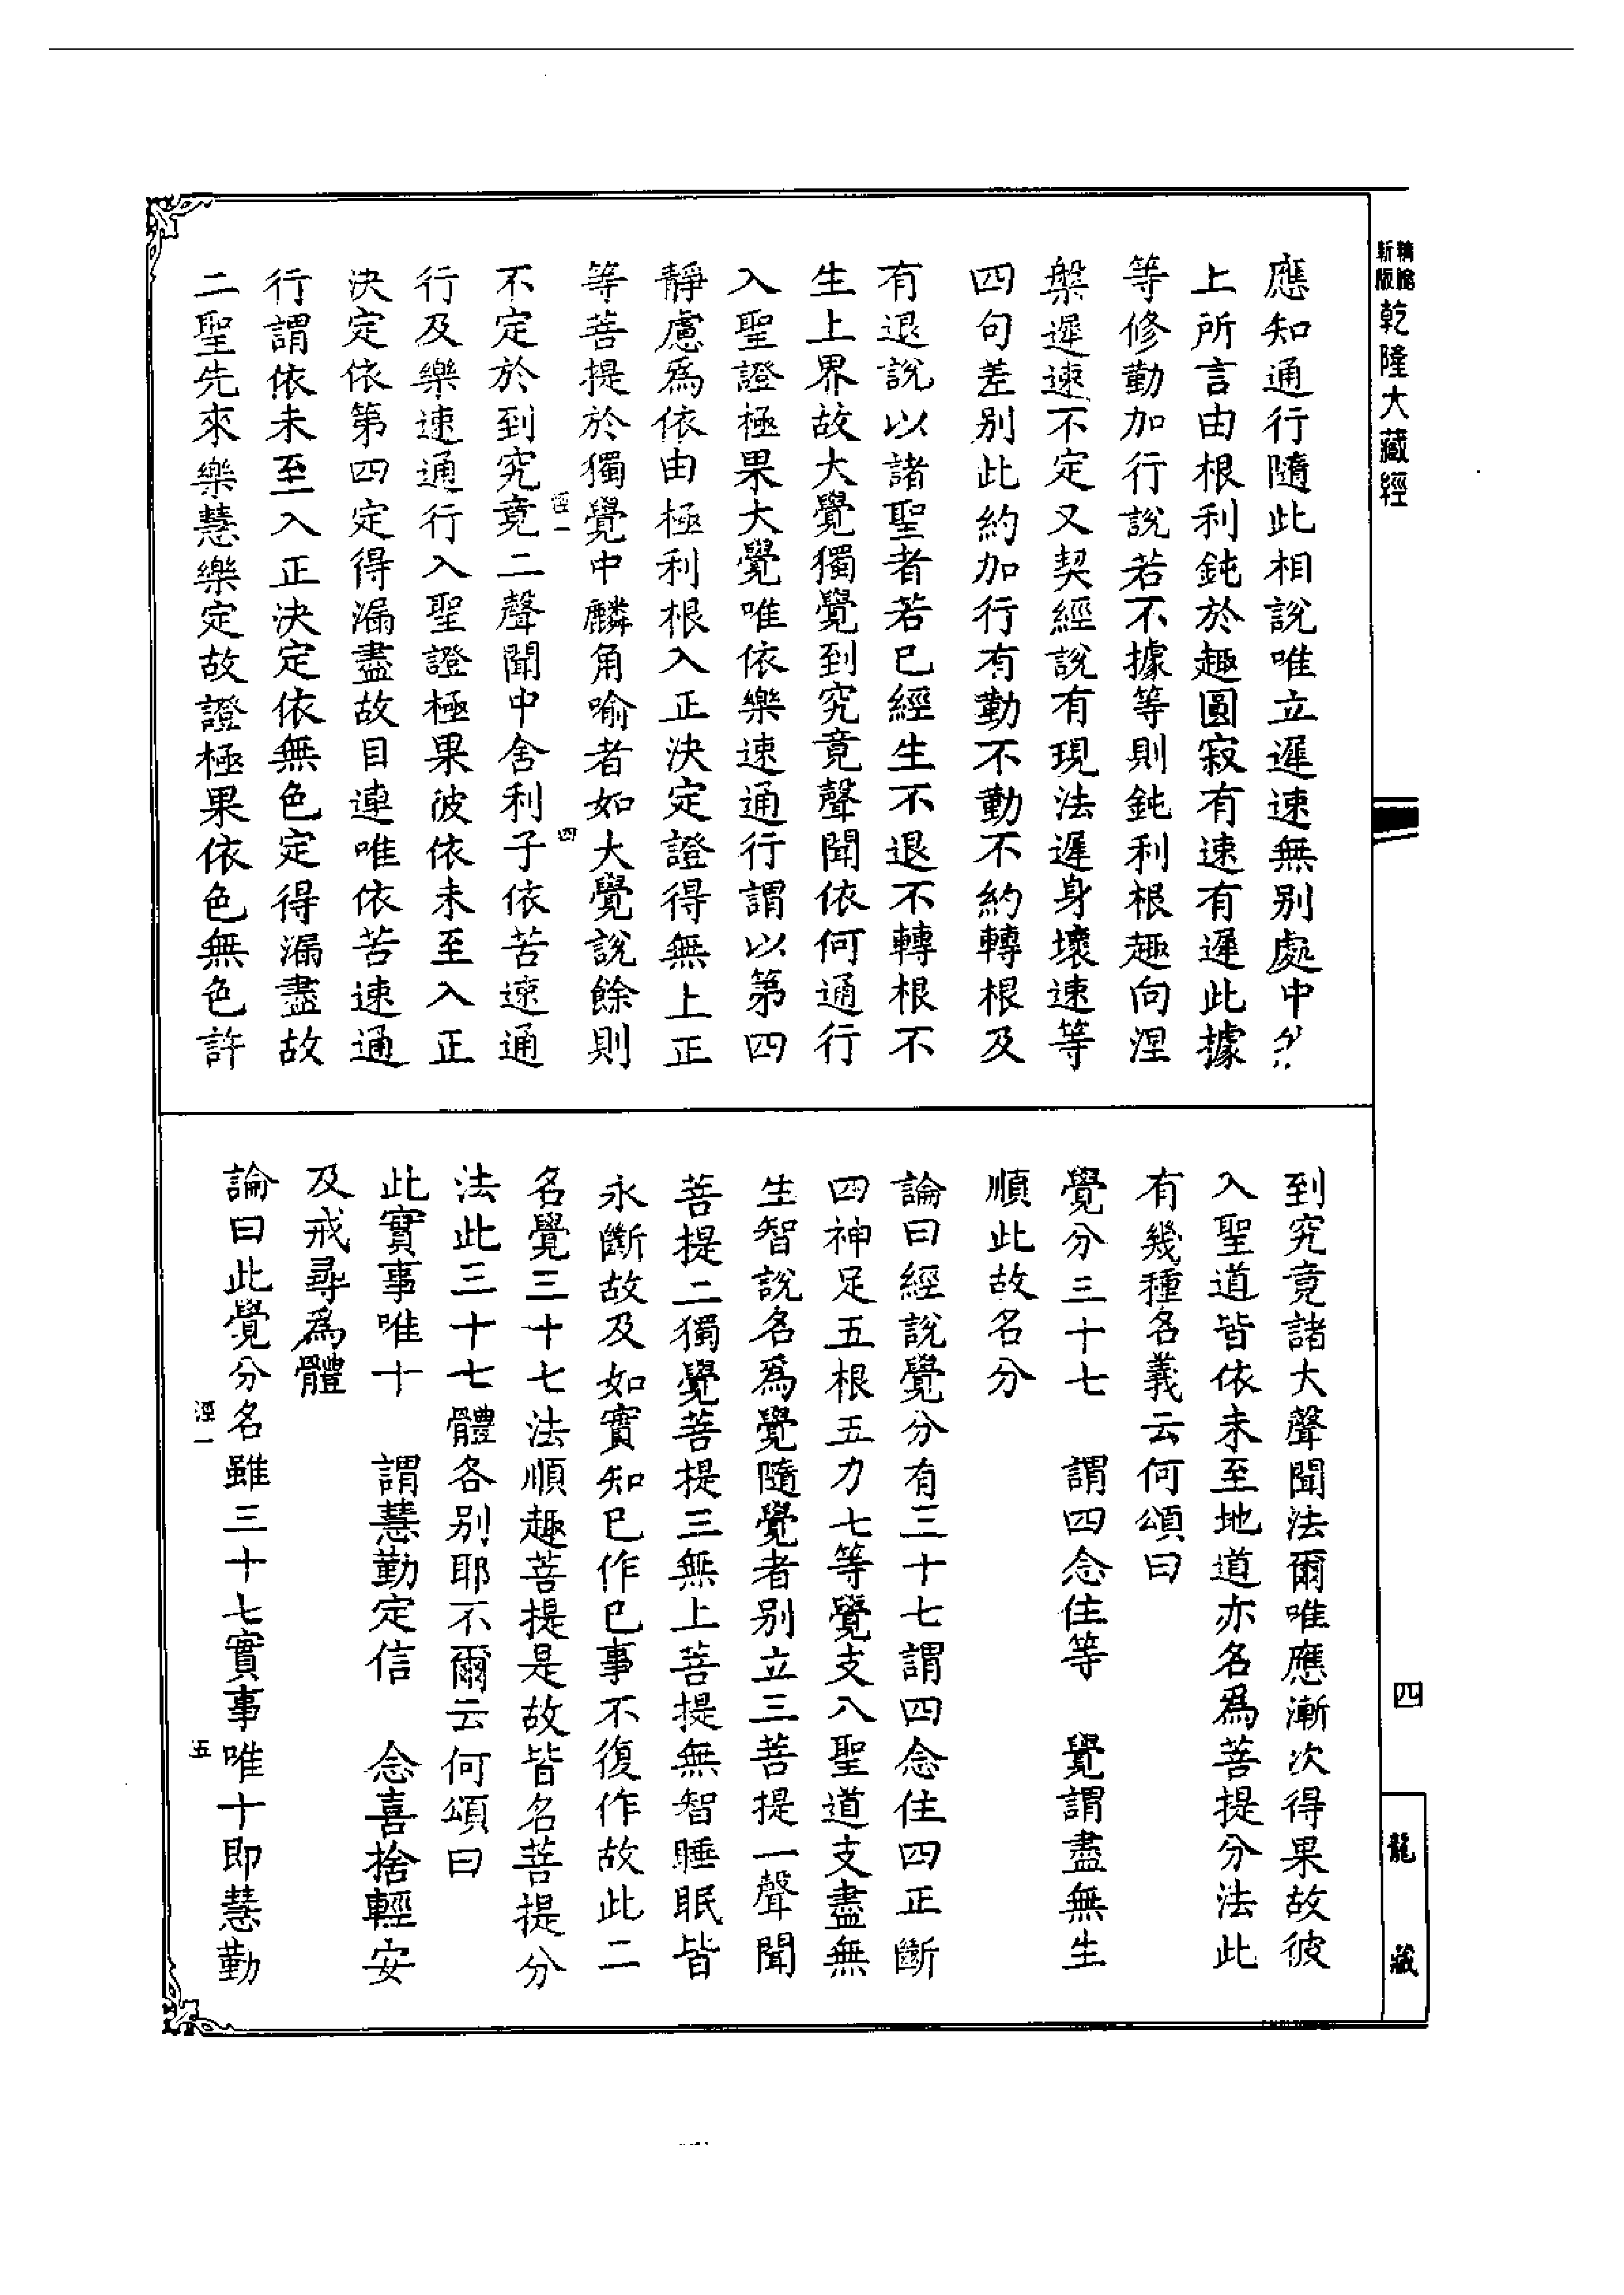 精縮新版乾隆大藏經
四
龍藏
應知通行隨此相說唯立遲速無別處中
上所言由根利鈍於趣圓寂有速有遲此據
等修勤加行說若不據等則鈍利根趣向涅
槃遲速不定又契經說有現法遲身壞速等
四句差別此約加行有勤不勤不約轉根及
有退說以諸聖者若已經生不退不轉根不
生上界故大覺獨覺到究竟聲聞依何通行
入聖證極果大覺唯依樂速通行謂以第四
靜慮為依由極利根入正決定證得無上正
等菩提於獨覺中麟角喻者如大覺說餘則
涇一
四
不定於到究竟二聲聞中舍利子依苦速通
行及樂速通行入聖證極果彼依未至入正
決定依第四定得漏盡故目連唯依苦速通
行謂依未至入正決定依無色定得漏盡故
二聖先來樂慧樂定故證極果依色無色許
到究竟諸大聲聞法爾唯應漸次得果故彼
入聖道皆依未至地道亦名為菩提分法此
有幾種名義云何頌曰
覺分三十七　謂四念住等　覺謂盡無生
順此故名分
論曰經說覺分有三十七謂四念住四正斷
四神足五根五力七等覺支八聖道支盡無
生智說名為覺隨覺者別立三菩提一聲聞
菩提二獨覺菩提三無上菩提無智睡眠皆
永斷故及如實知已作已事不復作故此二
名覺三十七法順趣菩提是故皆名菩提分
法此三十七體各別耶不爾云何頌曰
此實事唯十　謂慧勤定信　念喜捨輕安
及戒尋為體
論曰此覺分名雖三十七實事唯十即慧勤
涇一
五